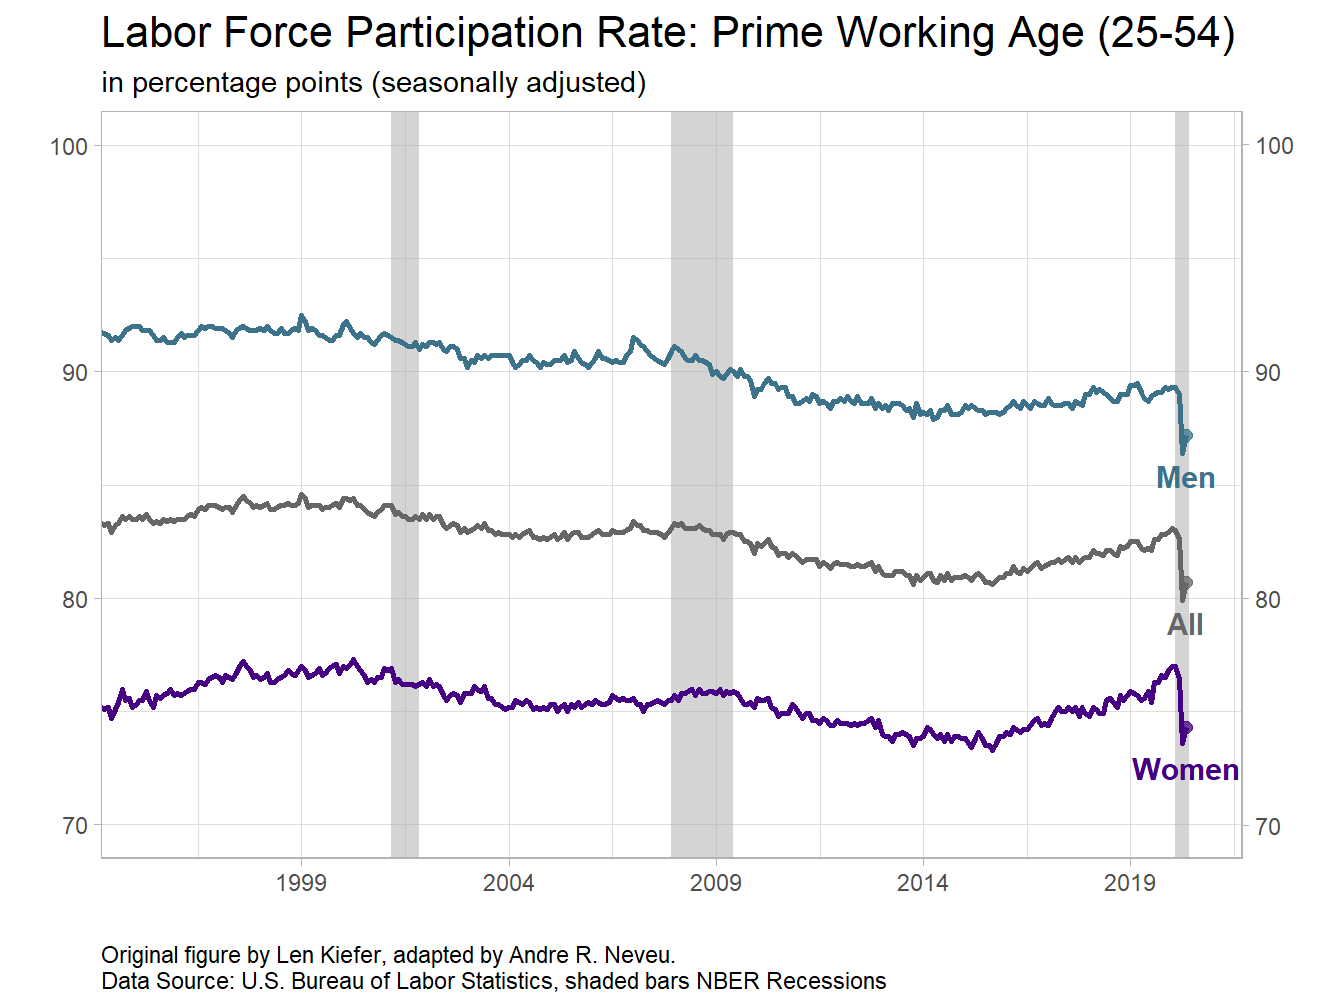 Labor Force Participation Rate: Prime Working Age (25-54)
in percentage points (seasonally adjusted)
100 100
90 90
Men
80 80
All
Women
70 70
1999 2004 2009 2014 2019
Original figure by Len Kiefer, adapted by Andre R. Neveu.
Data Source: U.S. Bureau of Labor Statistics, shaded bars NBER Recessions